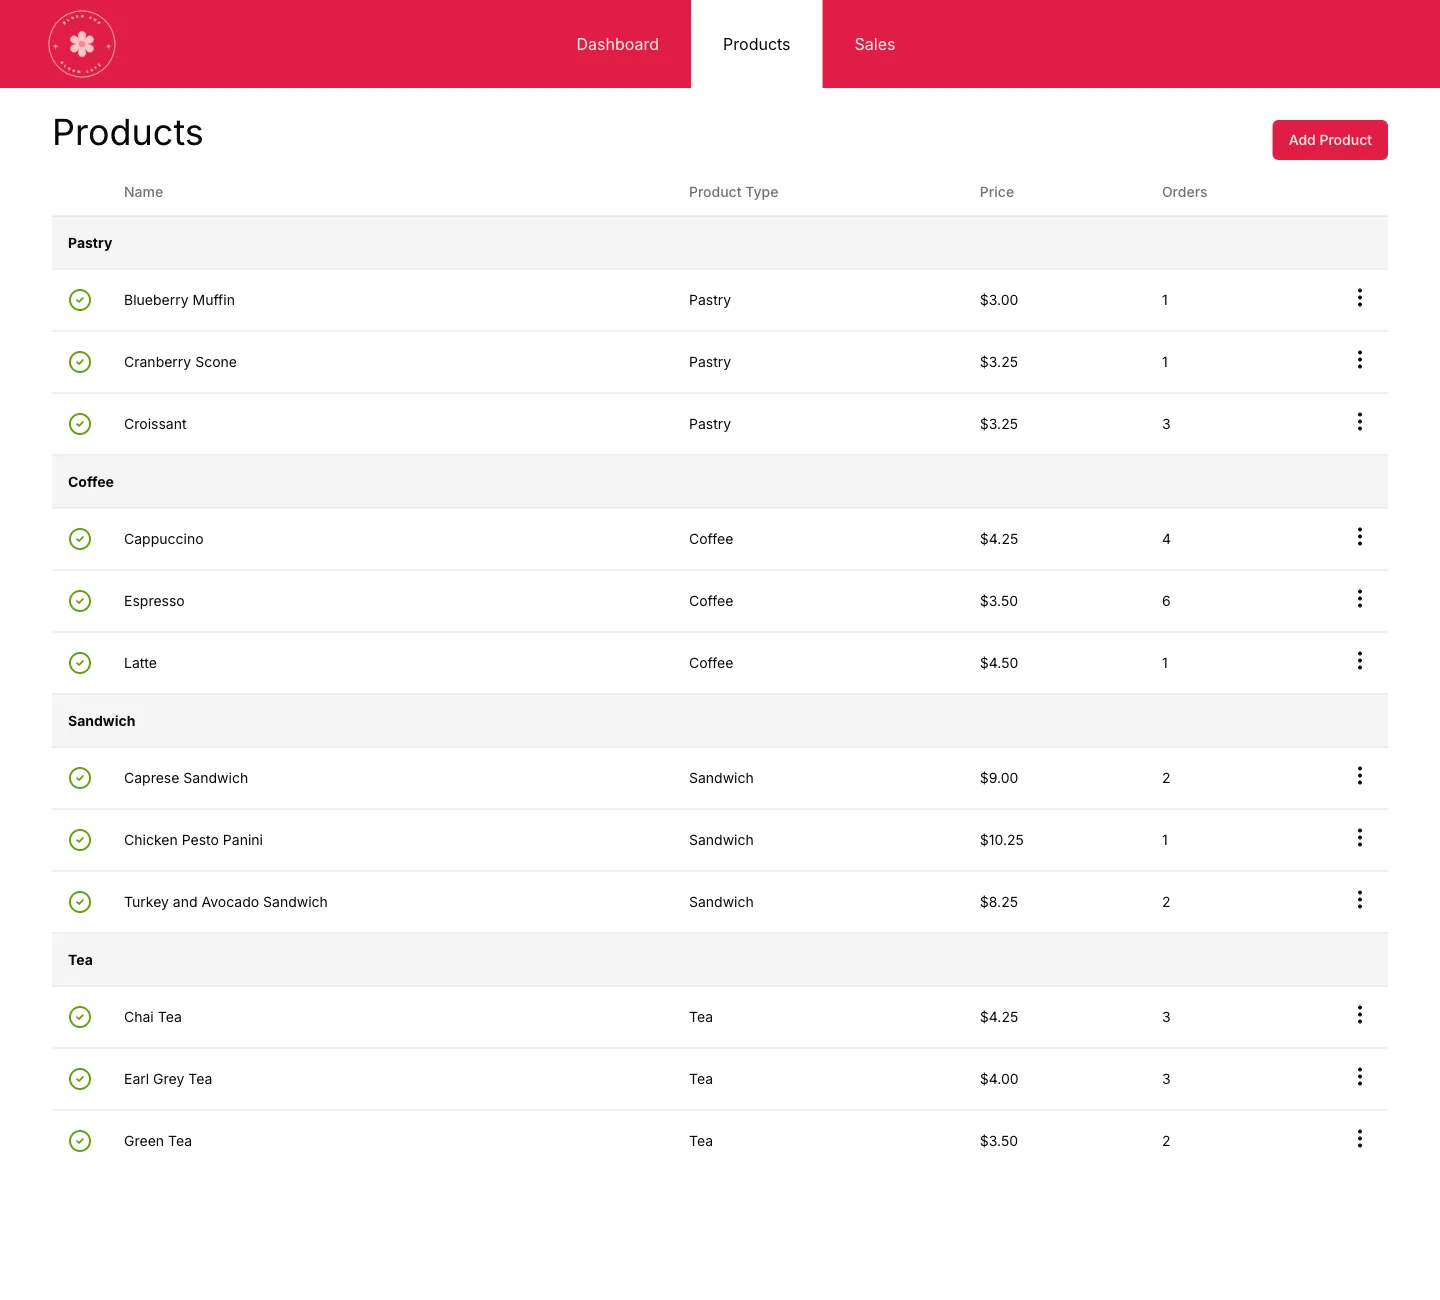 Dashboard Products Sales
Products
Add Product
Name Product Type Price Orders
Pastry
Blueberry Muffin Pastry $3.00 1
Cranberry Scone Pastry $3.25 1
Croissant Pastry $3.25 3
Coffee
Cappuccino Coffee $4.25 4
Espresso Coffee $3.50 6
Latte Coffee $4.50 1
Sandwich
Caprese Sandwich Sandwich $9.00 2
Chicken Pesto Panini Sandwich $10.25 1
Turkey and Avocado Sandwich Sandwich $8.25 2
Tea
Chai Tea Tea $4.25 3
Earl Grey Tea Tea $4.00 3
Green Tea Tea $3.50 2